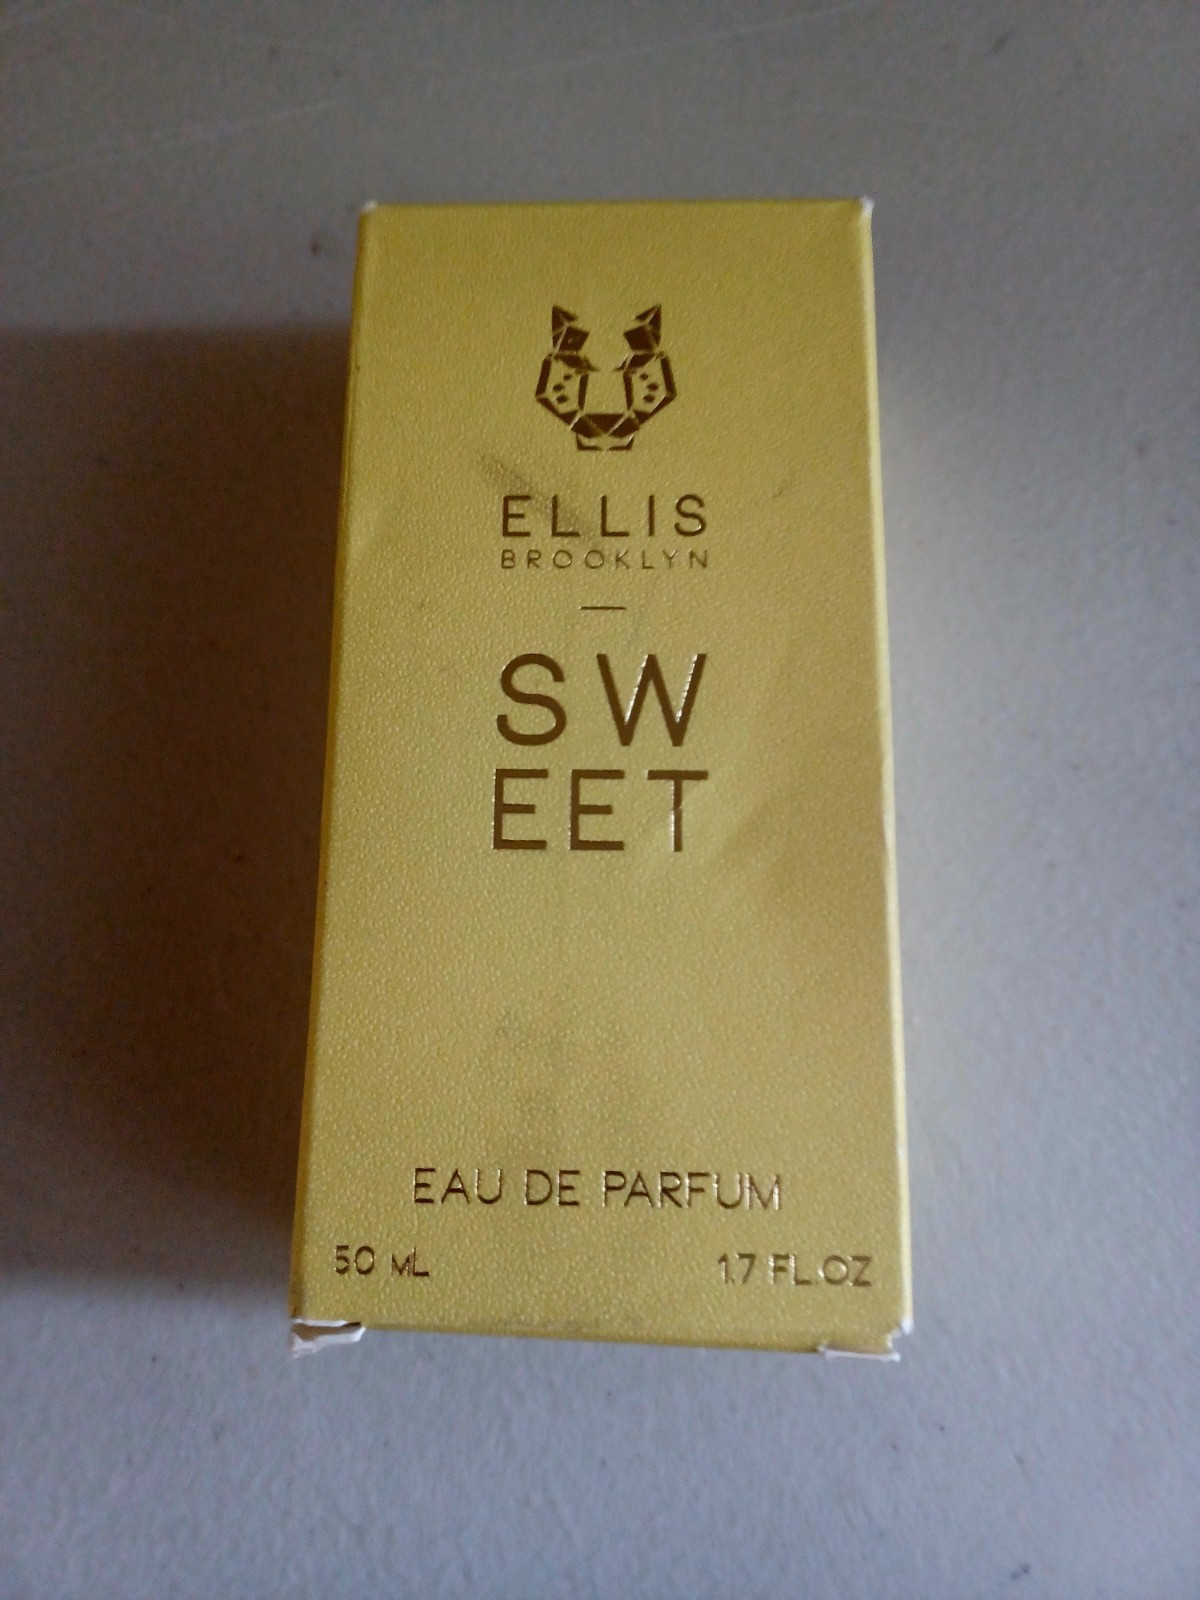 ELLIS
BROOKLYN
—
SW
EET
EAU DE PARFUM
50 ML 1.7 FL.OZ